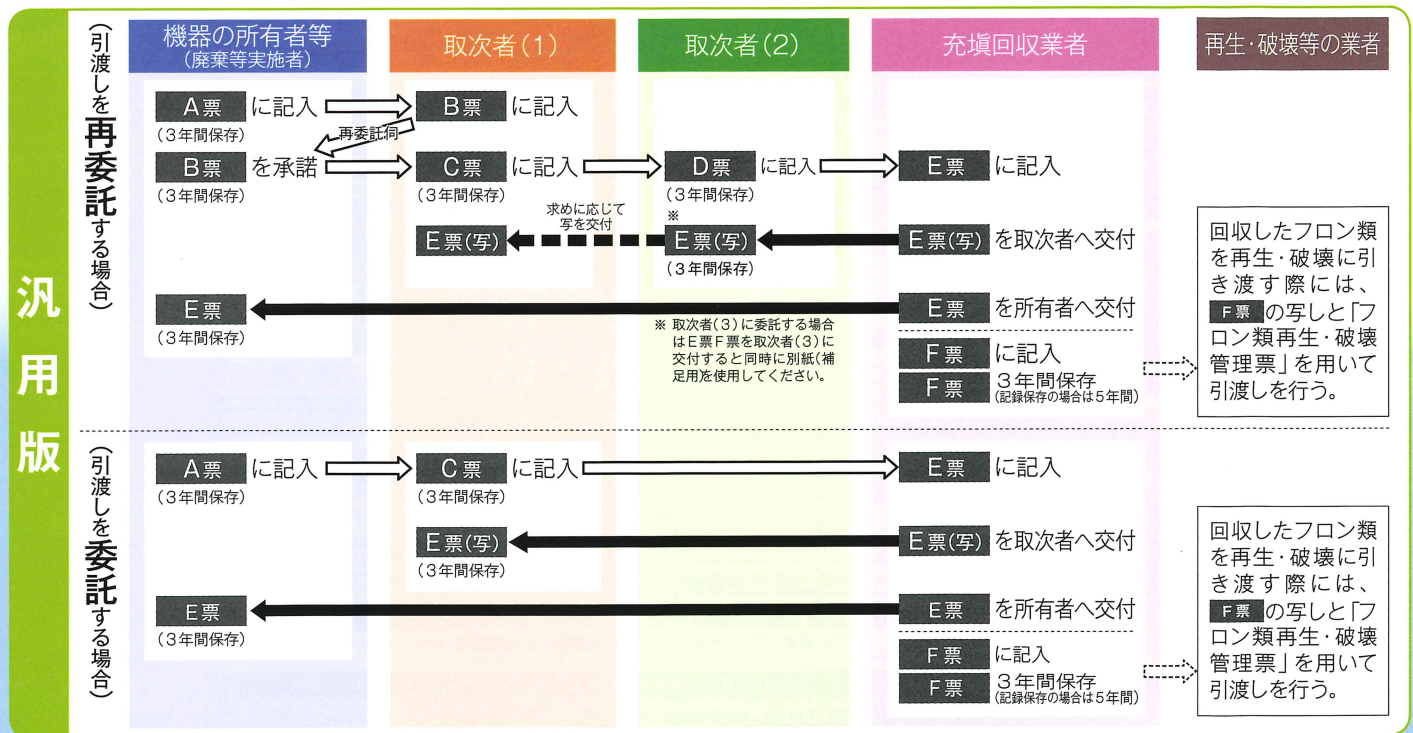 汎用版
機器の所有者等
(廃棄等実施者)
取次者(1)
取次者(2)
充塡回収業者
再生・破壊等の業者
(引渡しを再委託する場合)
A票 に記入
(3年間保存)
B票 に記入
再委託伺
B票 を承諾
(3年間保存)
C票 に記入
(3年間保存)
D票 に記入
(3年間保存)
E票 に記入
求めに応じて
写を交付
※
E票(写)
E票(写)
(3年間保存)
E票(写) を取次者へ交付
E票
(3年間保存)
E票 を所有者へ交付
※ 取次者(3)に委託する場合
はE票F票を取次者(3)に
交付すると同時に別紙(補
足用)を使用してください。
F票 に記入
F票 3年間保存
(記録保存の場合は5年間)
回収したフロン類
を再生・破壊に引
き渡す際には、
F票 の写しと「フ
ロン類再生・破壊
管理票」を用いて
引渡しを行う。
(引渡しを委託する場合)
A票 に記入
(3年間保存)
C票 に記入
(3年間保存)
E票 に記入
E票(写)
(3年間保存)
E票(写) を取次者へ交付
E票
(3年間保存)
E票 を所有者へ交付
F票 に記入
F票 3年間保存
(記録保存の場合は5年間)
回収したフロン類
を再生・破壊に引
き渡す際には、
F票 の写しと「フ
ロン類再生・破壊
管理票」を用いて
引渡しを行う。